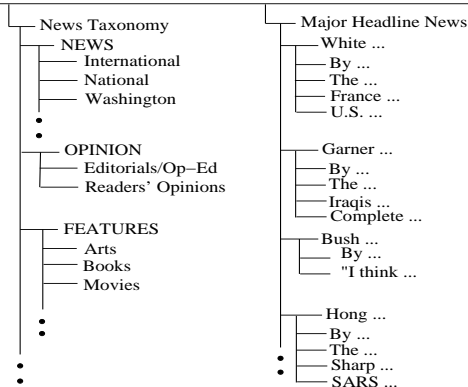 News Taxonomy
NEWS
International
National
Washington
OPINION
Editorials/Op−Ed
Readers' Opinions
FEATURES
Arts
Books
Movies
Major Headline News
White ...
By ...
The ...
France ...
U.S. ...
Garner ...
By ...
The ...
Iraqis ...
Complete ...
Bush ...
By ...
"I think ...
Hong ...
By ...
The ...
Sharp ...
SARS ...